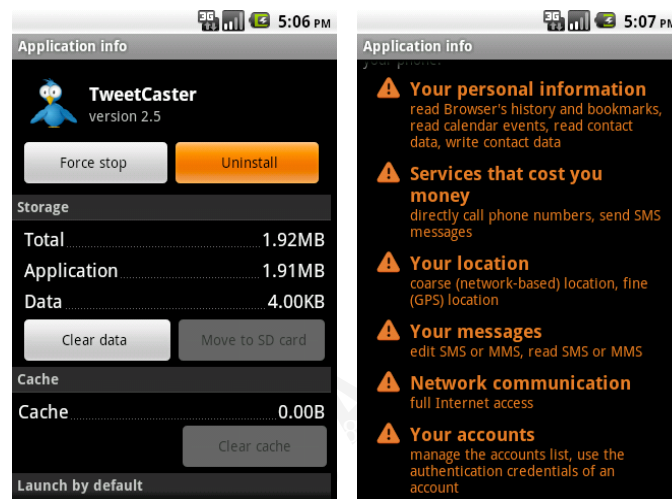 3G 5:06 PM
Application info
TweetCaster
version 2.5
Force stop
Uninstall
Storage
Total 1.92MB
Application 1.91MB
Data 4.00KB
Clear data
Move to SD card
Cache
Cache 0.00B
Clear cache
Launch by default
3G 5:07 PM
Application info
your phone:
Your personal information
read Browser's history and bookmarks,
read calendar events, read contact
data, write contact data
Services that cost you
money
directly call phone numbers, send SMS
messages
Your location
coarse (network-based) location, fine
(GPS) location
Your messages
edit SMS or MMS, read SMS or MMS
Network communication
full Internet access
Your accounts
manage the accounts list, use the
authentication credentials of an
account